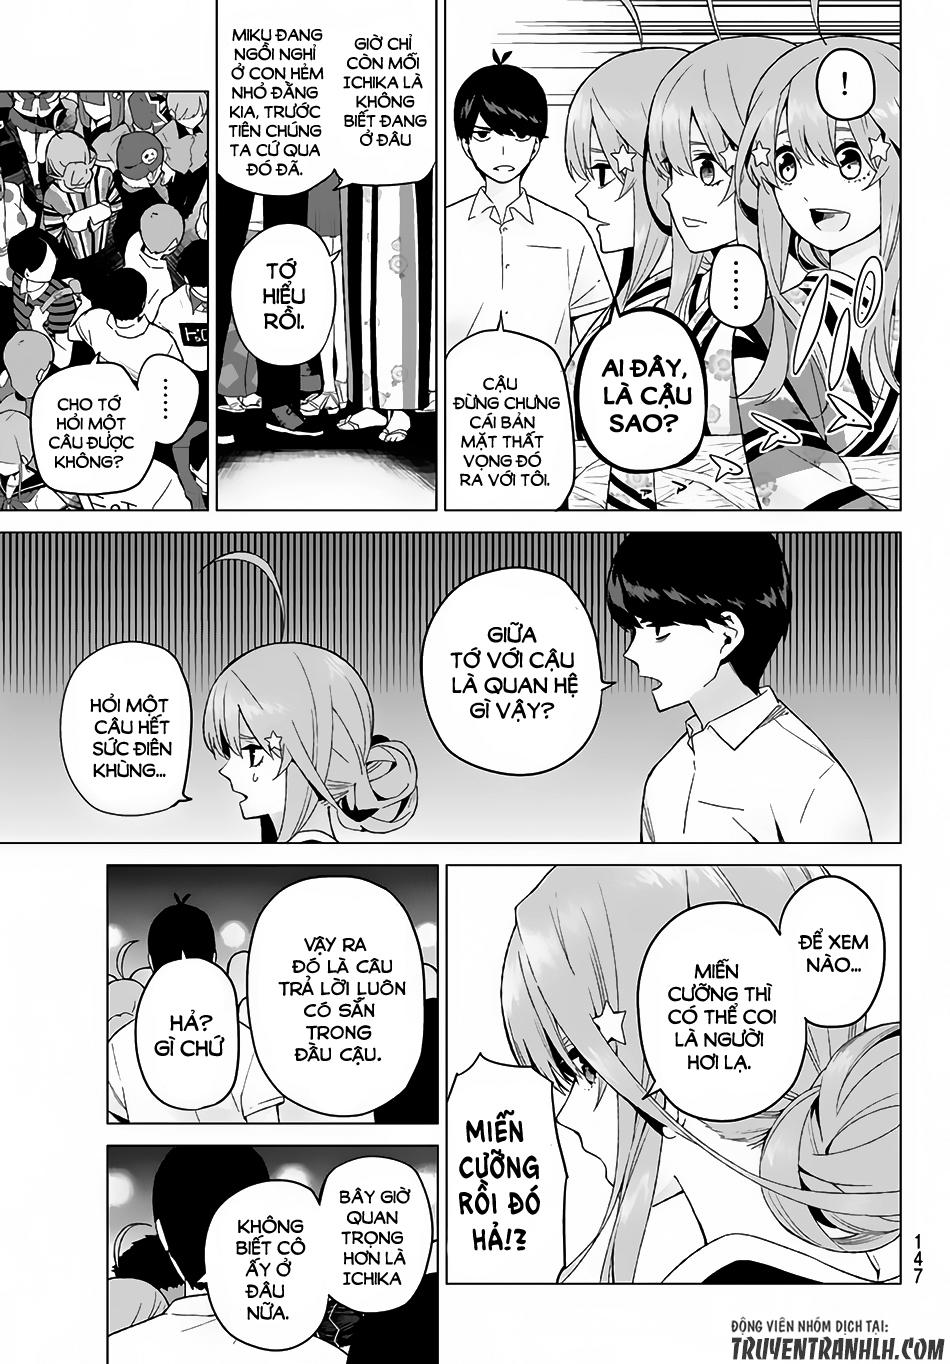 !
......
AI ĐÂY,
LÀ CẬU
SAO?
CẬU
ĐỪNG CHƯNG
CÁI BẢN
MẶT THẤT
VỌNG ĐÓ
RA VỚI TÔI.
GIỜ CHỈ
CÒN MỖI
ICHIKA LÀ
KHÔNG
BIẾT ĐANG
Ở ĐÂU
MIKU ĐANG
NGỒI NGHỈ
Ở CON HẺM
NHỎ ĐẰNG
KIA, TRƯỚC
TIÊN CHÚNG
TA CỨ QUA
ĐÓ ĐÃ.
TỚ
HIỂU
RỒI.
......
CHO TỚ
HỎI MỘT
CÂU ĐƯỢC
KHÔNG?
GIỮA
TỚ VỚI CẬU
LÀ QUAN HỆ
GÌ VẬY?
HỎI MỘT
CÂU HẾT
SỨC ĐIÊN
KHÙNG...
ĐỂ XEM
NÀO...
MIẾN
CƯỠNG THÌ
CÓ THỂ COI
LÀ NGƯỜI
HƠI LẠ.
MIẾN
CƯỠNG
RỒI ĐÓ
HẢ!?
VẬY RA
ĐÓ LÀ CÂU
TRẢ LỜI LUÔN
CÓ SẴN
TRONG
ĐẦU CẬU.
HẢ?
GÌ CHỨ
BÂY GIỜ
QUAN
TRỌNG
HƠN LÀ
ICHIKA
KHÔNG
BIẾT CÔ
ẤY Ở
ĐÂU
NỮA.
147
ĐỘNG VIÊN NHÓM DỊCH TẠI:
TRUYENTRANHLH.COM